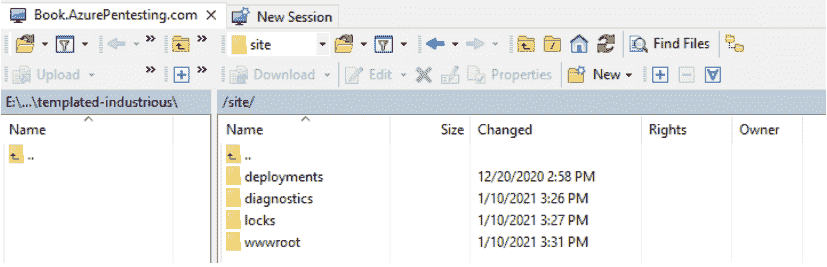 Book.AzurePentesting.com X New Session
» » site Find Files
Upload » Download Edit Properties New
E:\...\templated-industrious\ /site/
Name Name Size Changed Rights Owner
.. ..
deployments 12/20/2020 2:58 PM
diagnostics 1/10/2021 3:26 PM
locks 1/10/2021 3:27 PM
wwwroot 1/10/2021 3:31 PM